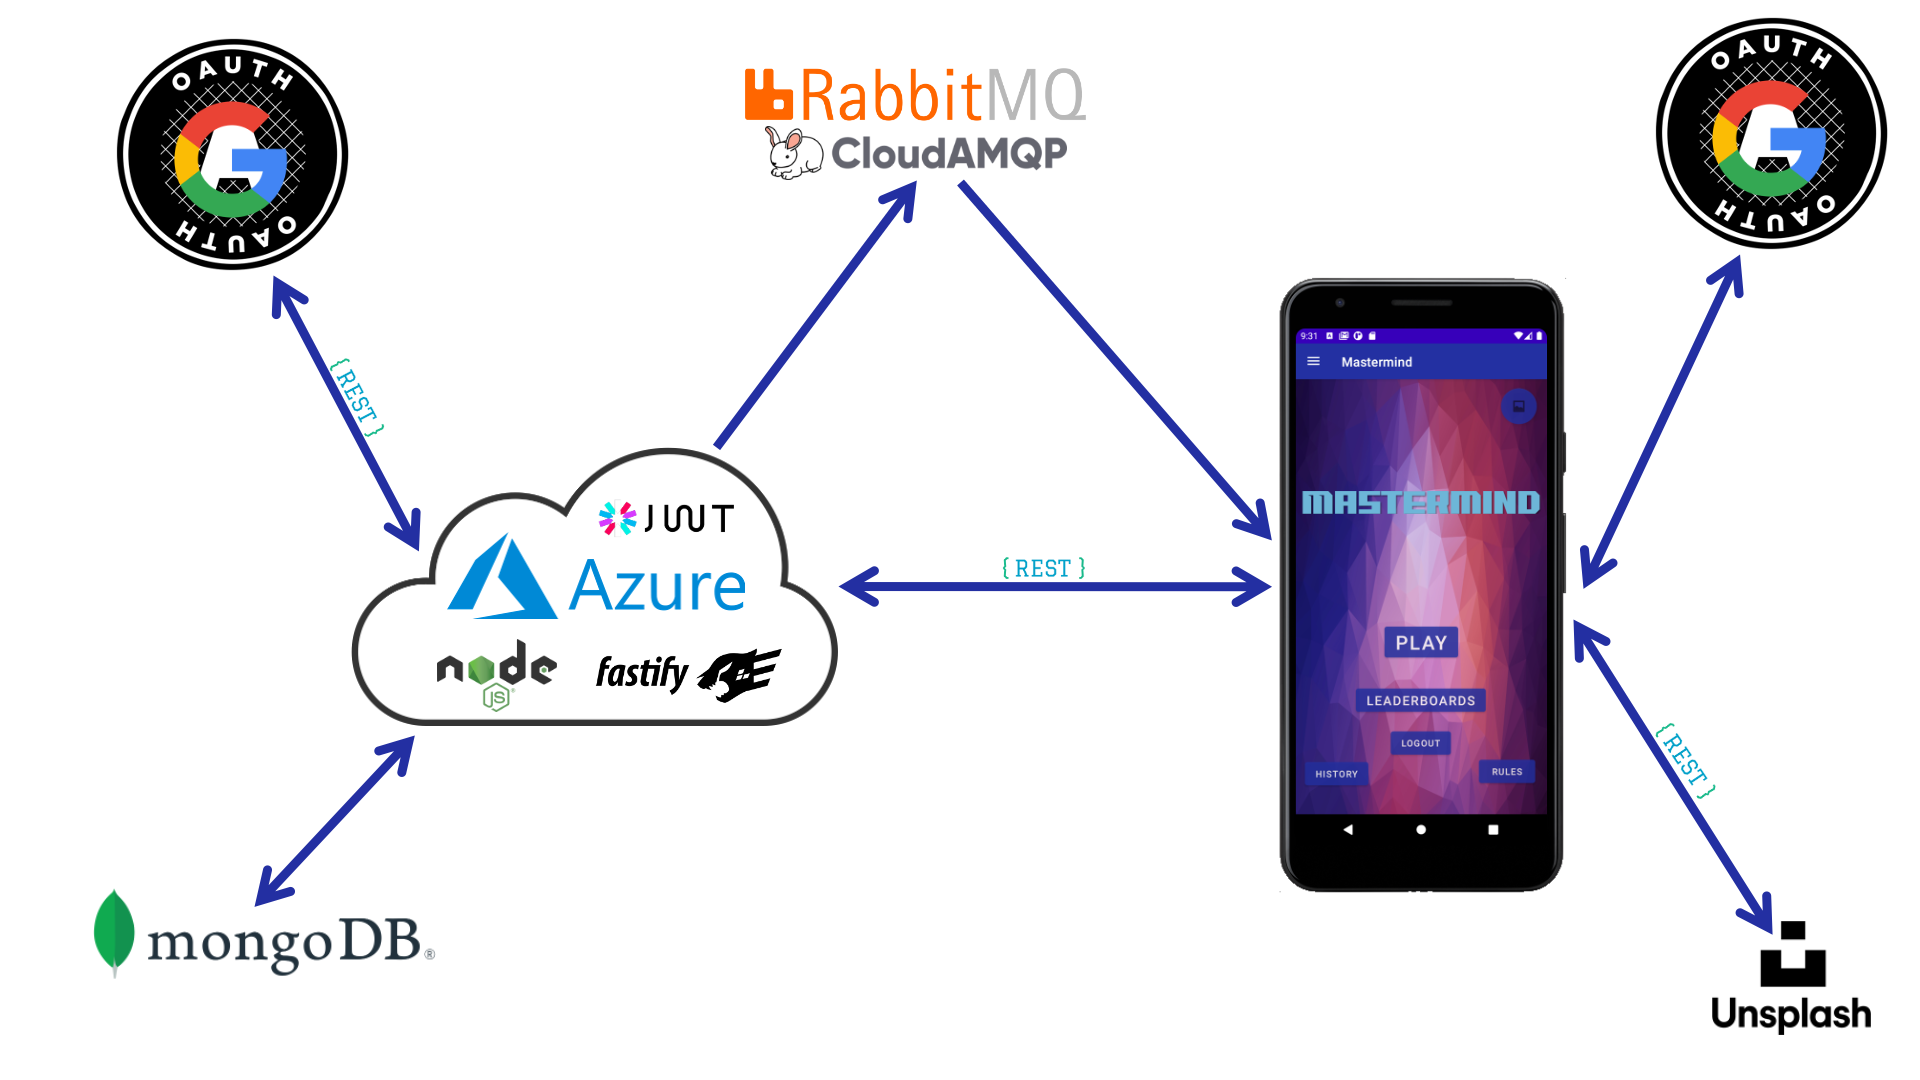 OAUTH
OAUTH
RabbitMQ
CloudAMQP
OAUTH
OAUTH
{ REST }
9:31
Mastermind
MASTERMIND
JWT
Azure
node
JS
fastify
{ REST }
PLAY
LEADERBOARDS
LOGOUT
HISTORY
RULES
{ REST }
mongoDB®
Unsplash